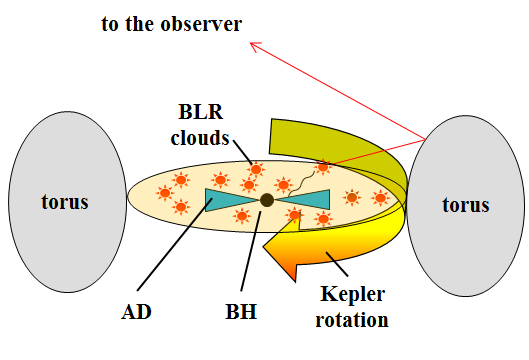 to the observer
BLR
clouds
torus
torus
AD
BH
Kepler
rotation